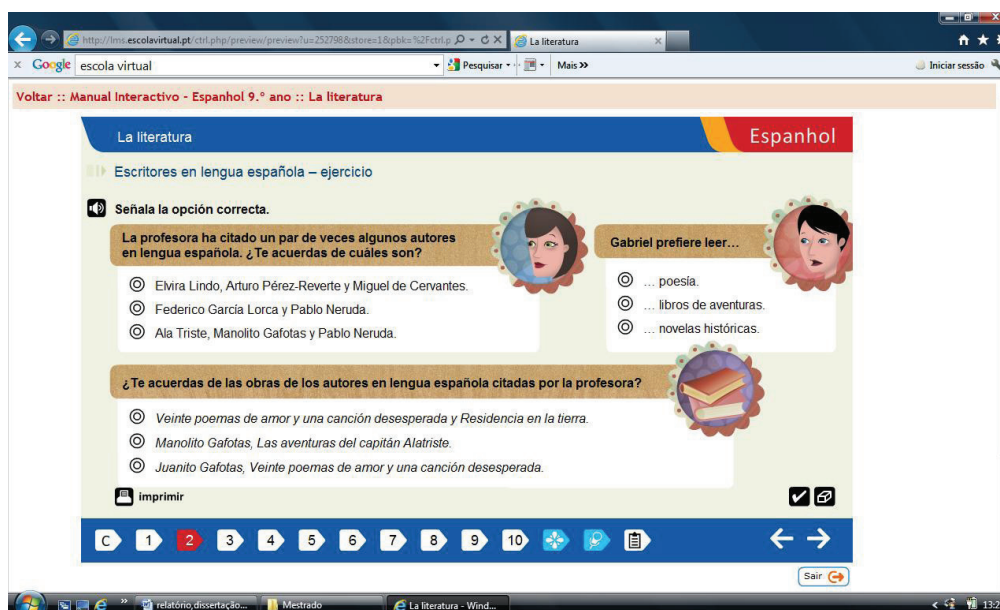 http://lms.escolavirtual.pt/ctrl.php/preview/preview?u=252798&store=1&pbk=%2Fctrl.p
La literatura
Google escola virtual
Pesquisar
Mais »
Iniciar sessão
Voltar :: Manual Interactivo - Espanhol 9.º ano :: La literatura
La literatura
Espanhol
Escritores en lengua española – ejercicio
Señala la opción correcta.
La profesora ha citado un par de veces algunos autores
en lengua española. ¿Te acuerdas de cuáles son?
Elvira Lindo, Arturo Pérez-Reverte y Miguel de Cervantes.
Federico García Lorca y Pablo Neruda.
Ala Triste, Manolito Gafotas y Pablo Neruda.
Gabriel prefiere leer…
... poesía.
... libros de aventuras.
... novelas históricas.
¿Te acuerdas de las obras de los autores en lengua española citadas por la profesora?
Veinte poemas de amor y una canción desesperada y Residencia en la tierra.
Manolito Gafotas, Las aventuras del capitán Alatriste.
Juanito Gafotas, Veinte poemas de amor y una canción desesperada.
imprimir
C 1 2 3 4 5 6 7 8 9 10
Sair
relatório,dissertação...
Mestrado
La literatura - Wind...
13:2